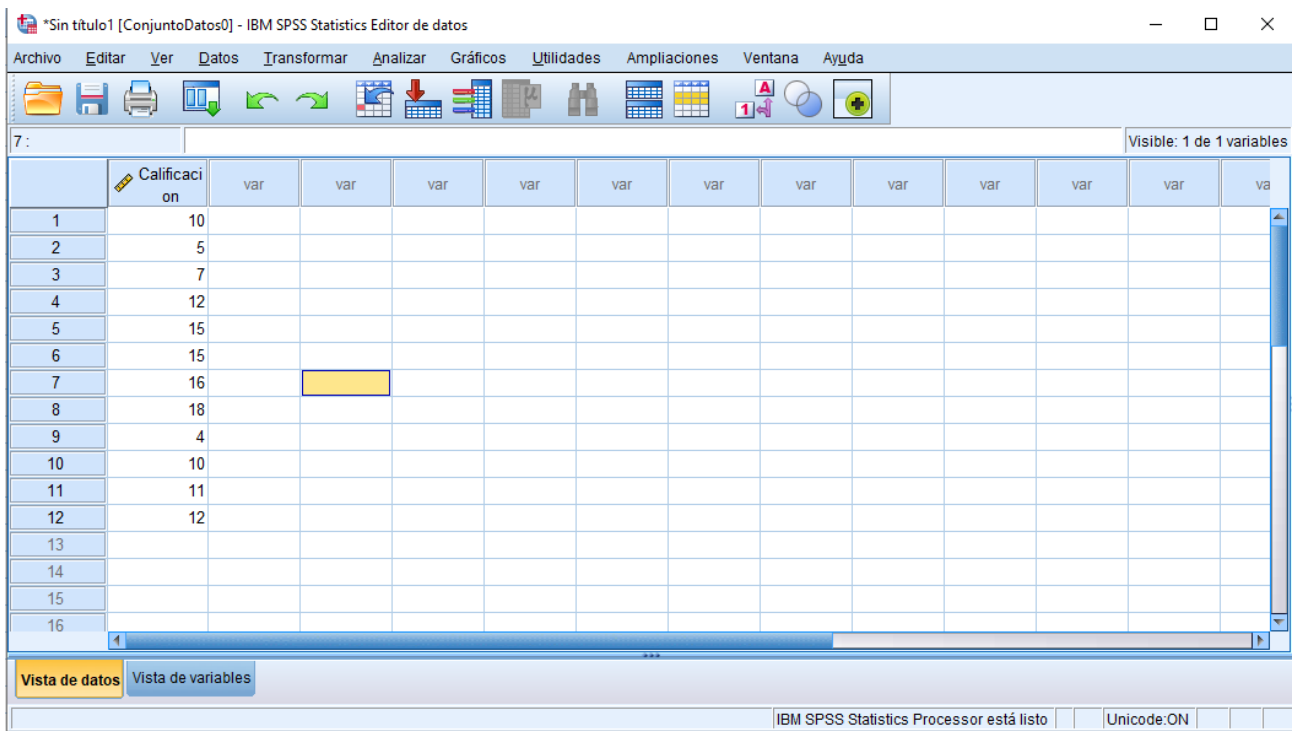 *Sin título1 [ConjuntoDatos0] - IBM SPSS Statistics Editor de datos
Archivo Editar Ver Datos Transformar Analizar Gráficos Utilidades Ampliaciones Ventana Ayuda
7 : Visible: 1 de 1 variables
Calificaci
on var var var var var var var var var var var va
1 10
2 5
3 7
4 12
5 15
6 15
7 16
8 18
9 4
10 10
11 11
12 12
13
14
15
16
Vista de datos Vista de variables
IBM SPSS Statistics Processor está listo Unicode:ON